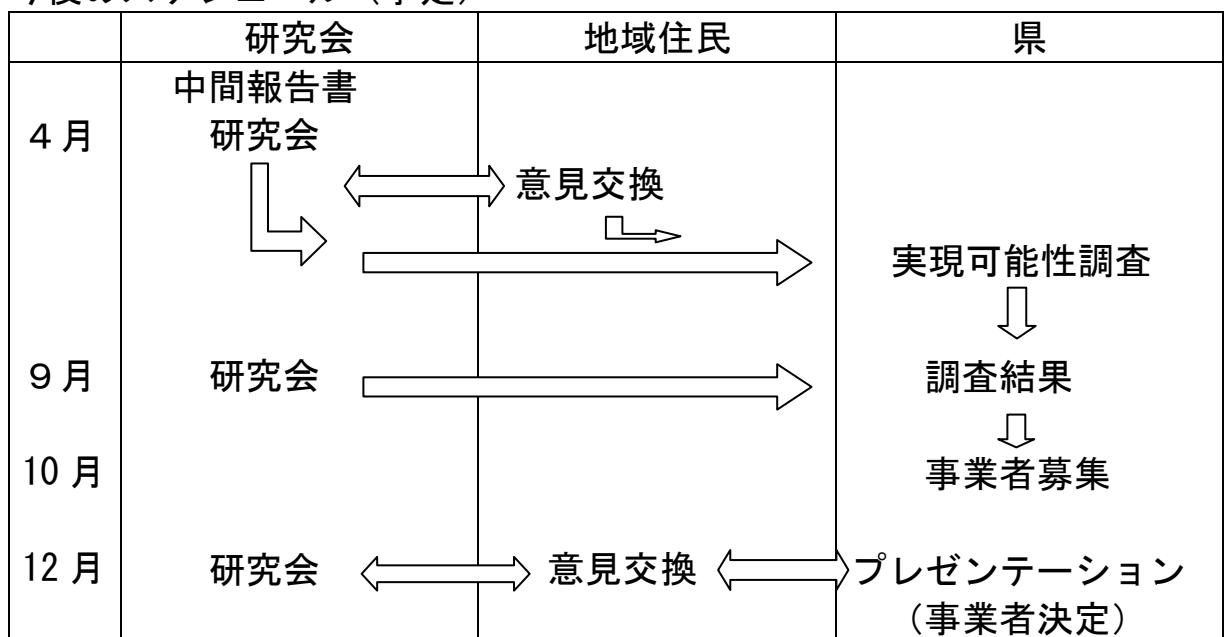 研究会 地域住民 県
中間報告書
4月 研究会
意見交換
実現可能性調査
9月 研究会 調査結果
10月 事業者募集
12月 研究会 意見交換 プレゼンテーション
(事業者決定)